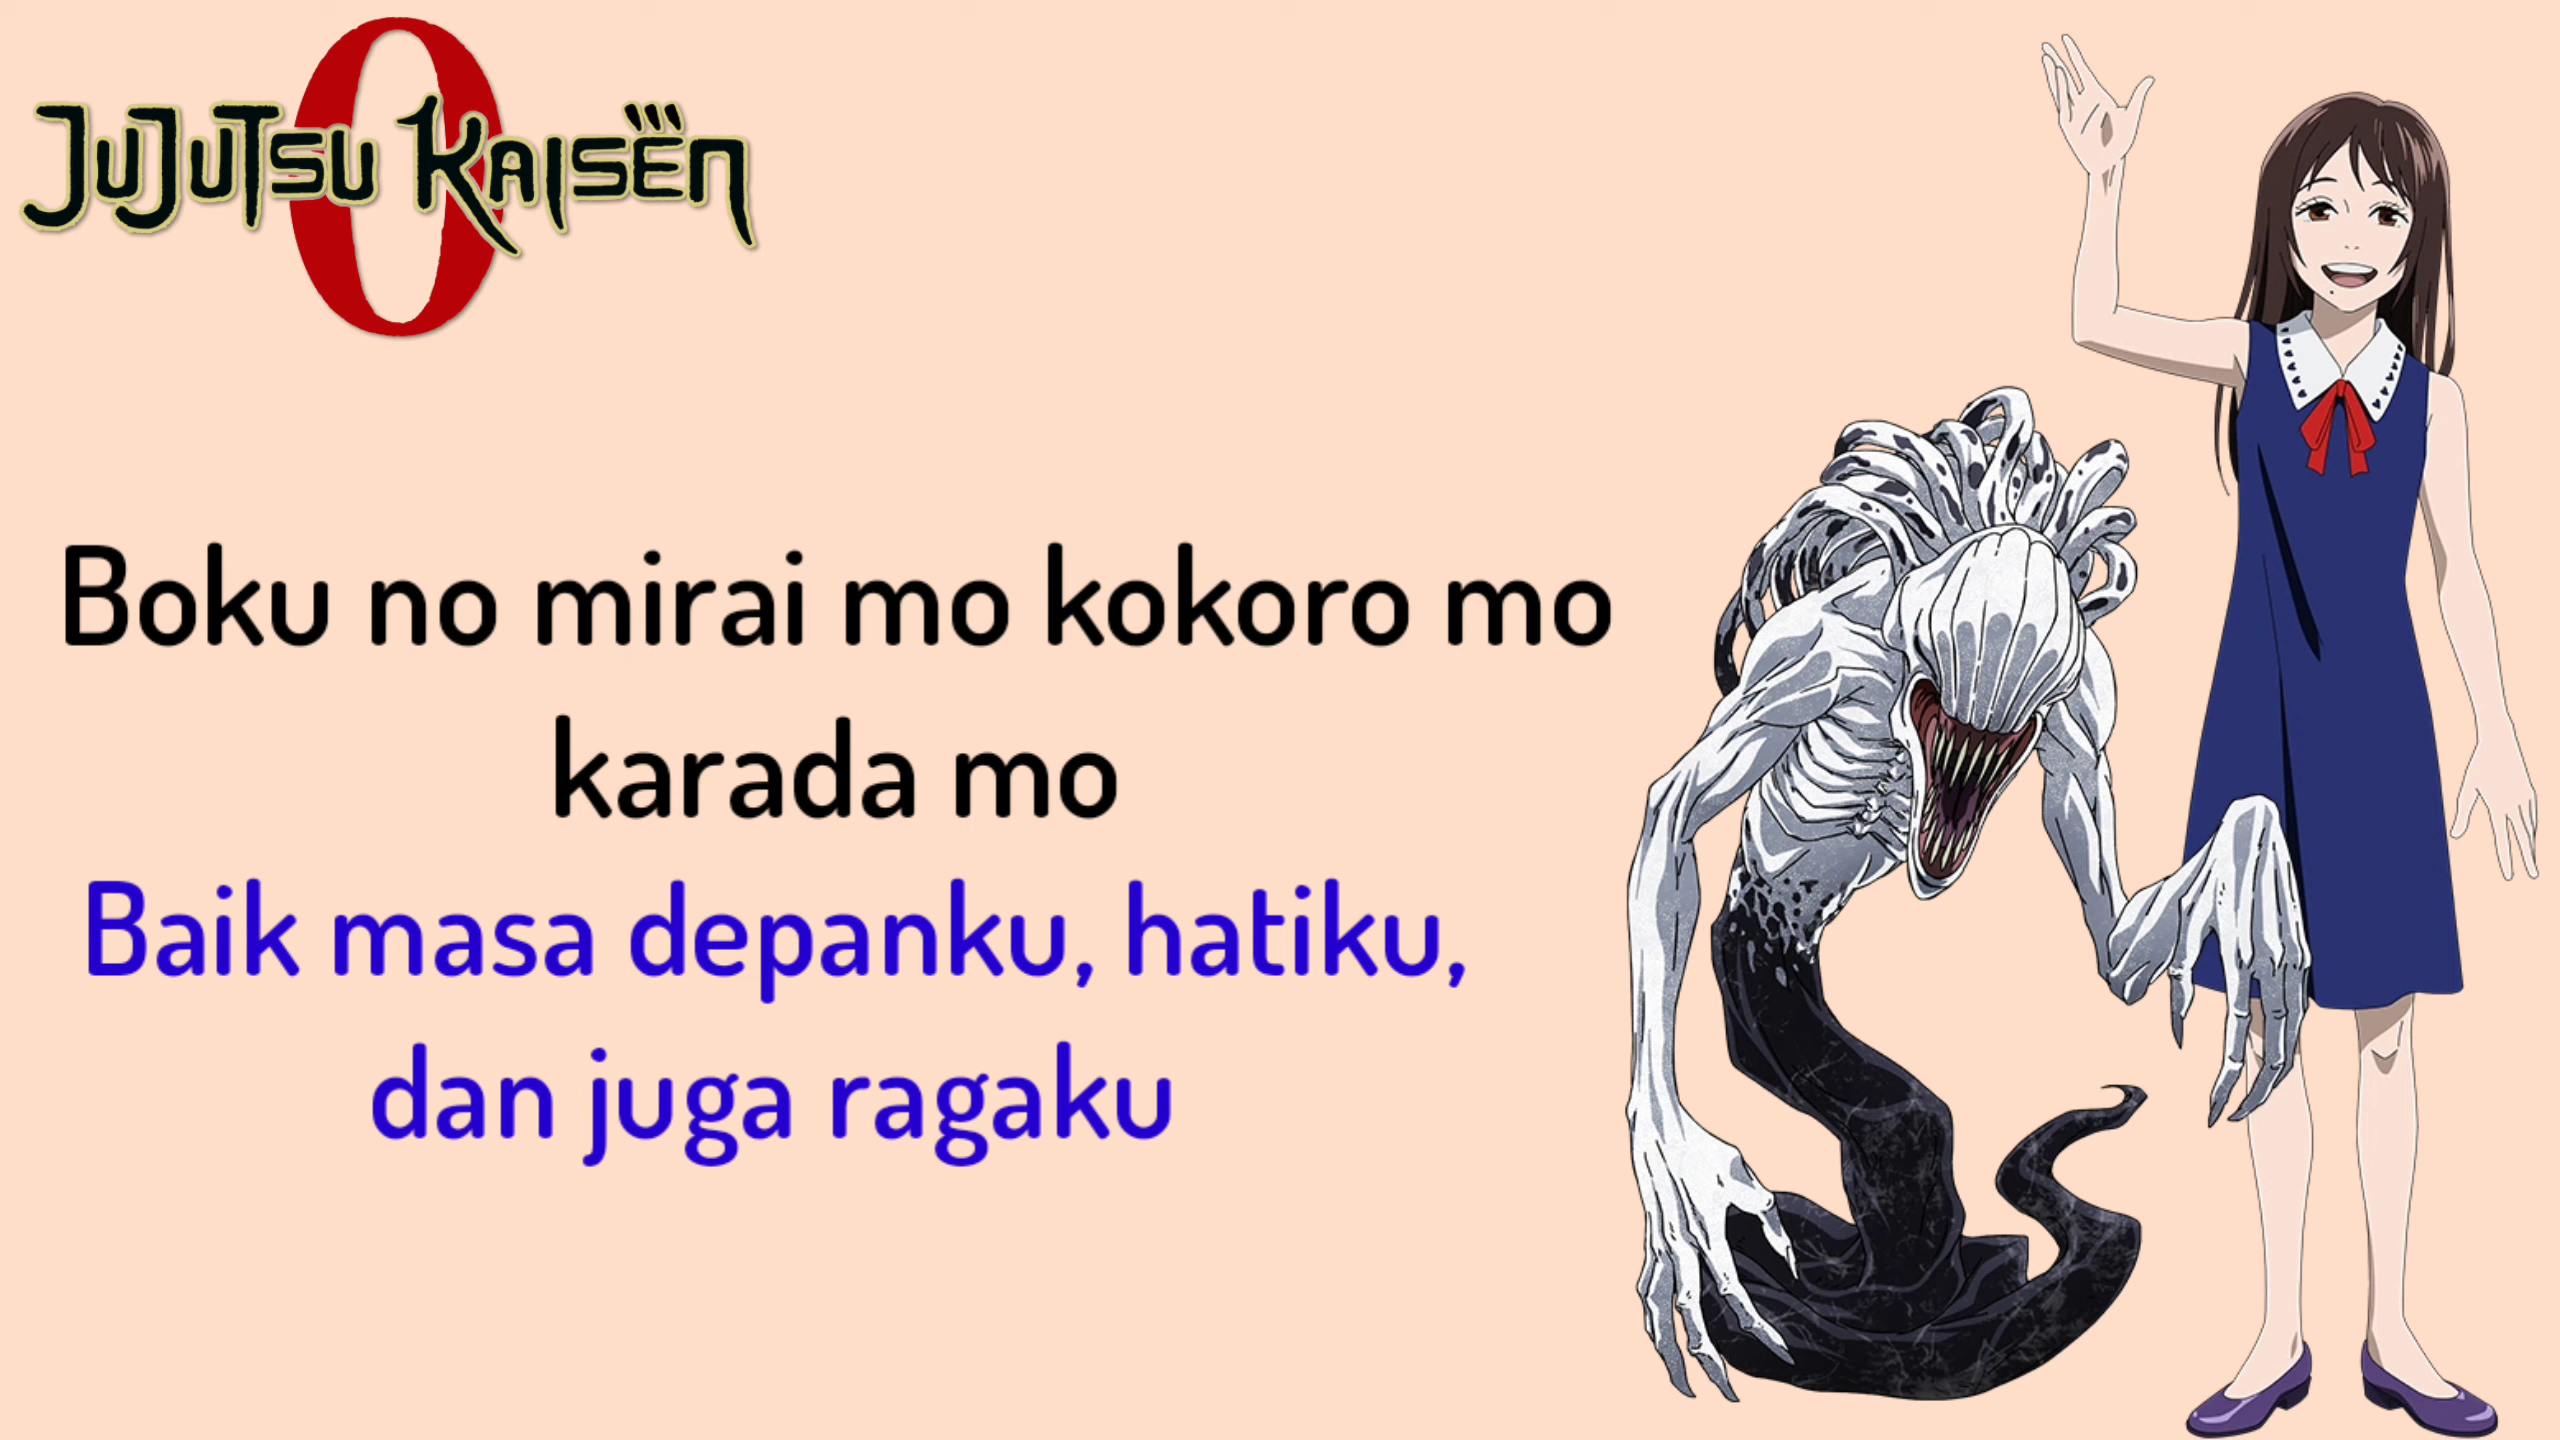 JUJUTSU KAISEN
0
Boku no mirai mo kokoro mo
karada mo
Baik masa depanku, hatiku,
dan juga ragaku